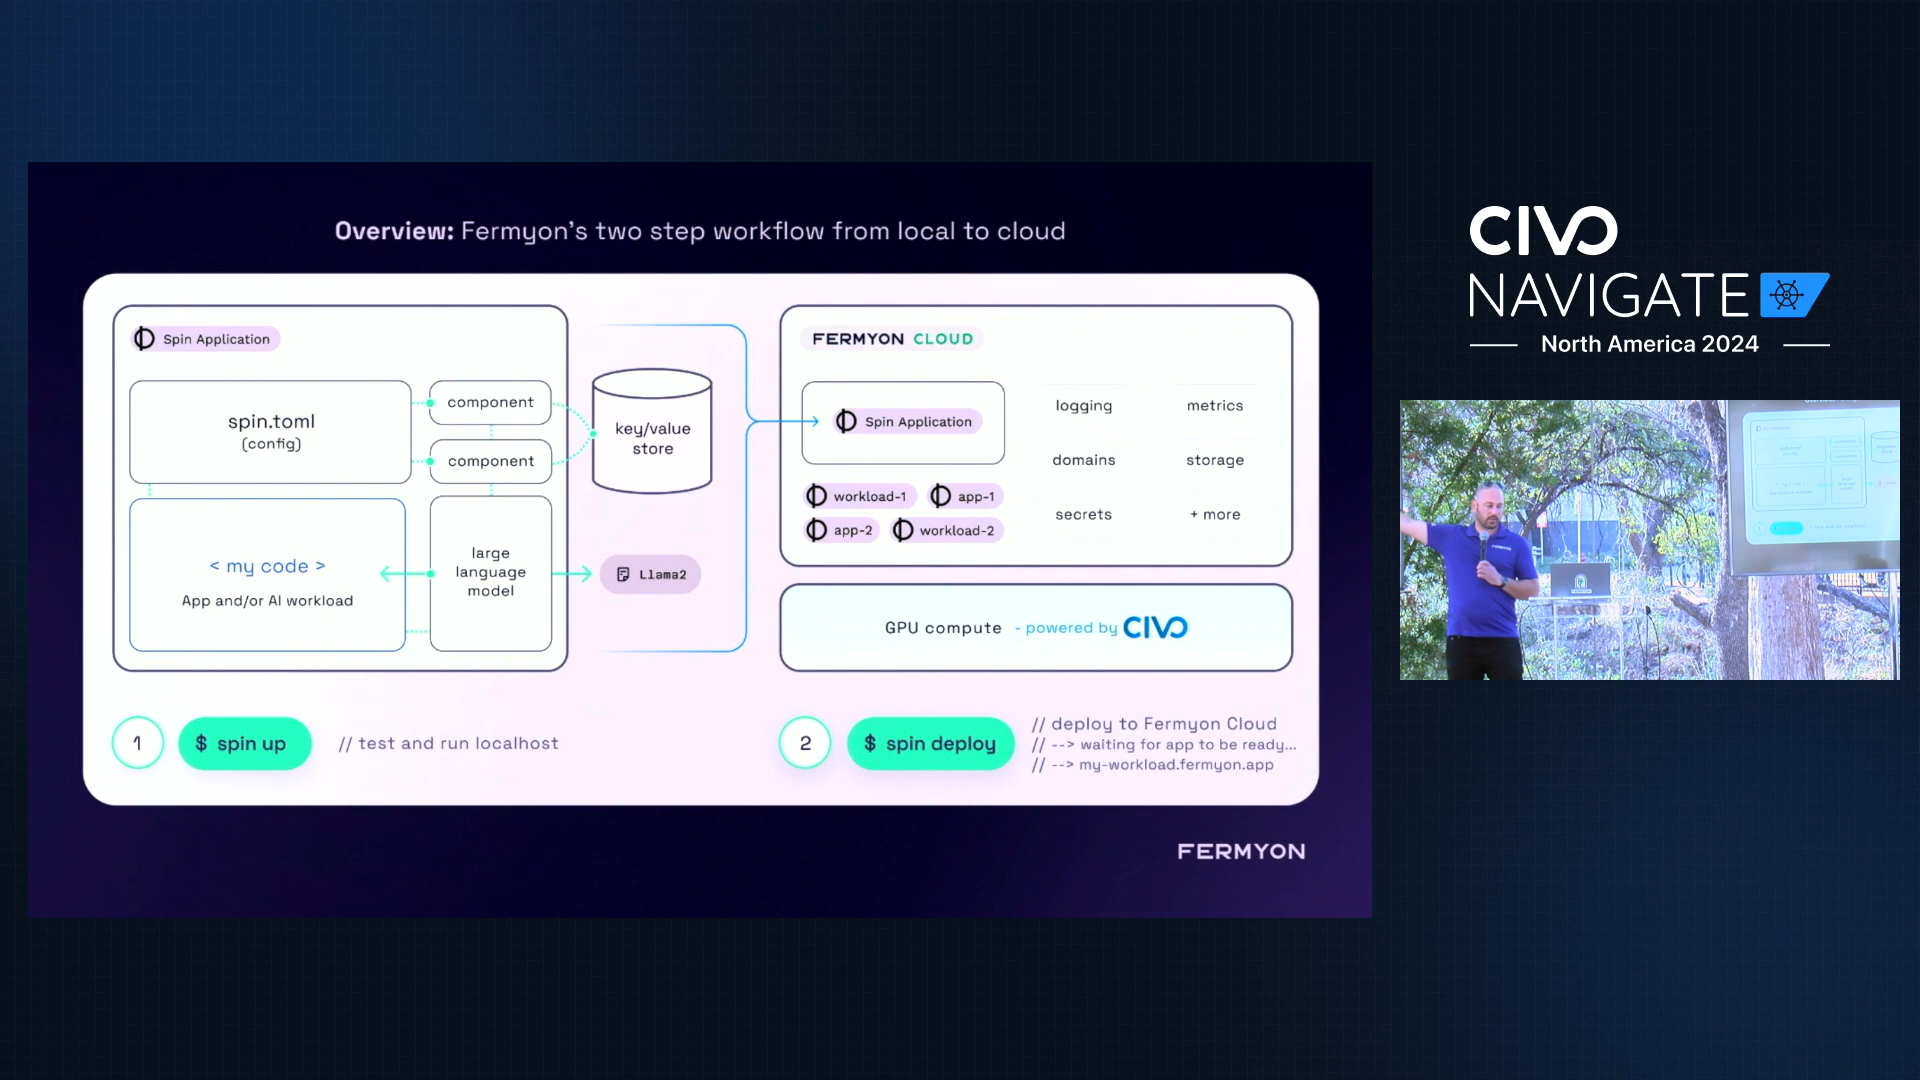 Overview: Fermyon's two step workflow from local to cloud
Spin Application
spin.toml
(config)
component
component
< my code >
App and/or AI workload
large
language
model
key/value
store
Llama2
1
$ spin up
// test and run localhost
FERMYON CLOUD
Spin Application
workload-1
app-1
app-2
workload-2
logging
metrics
domains
storage
secrets
+ more
GPU compute - powered by CIVO
2
$ spin deploy
// deploy to Fermyon Cloud
// --> waiting for app to be ready...
// --> my-workload.fermyon.app
FERMYON
CIVO
NAVIGATE
North America 2024
FERMYON